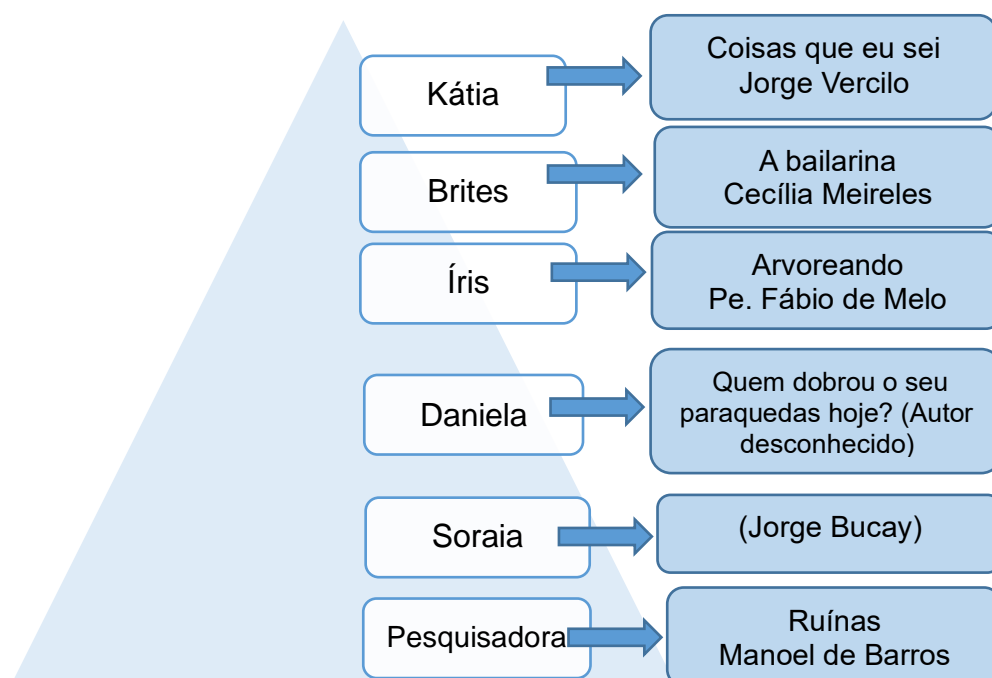 Kátia
Coisas que eu sei
Jorge Vercilo
Brites
A bailarina
Cecília Meireles
Íris
Arvoreando
Pe. Fábio de Melo
Daniela
Quem dobrou o seu
paraquedas hoje? (Autor
desconhecido)
Soraia
(Jorge Bucay)
Pesquisadora
Ruínas
Manoel de Barros